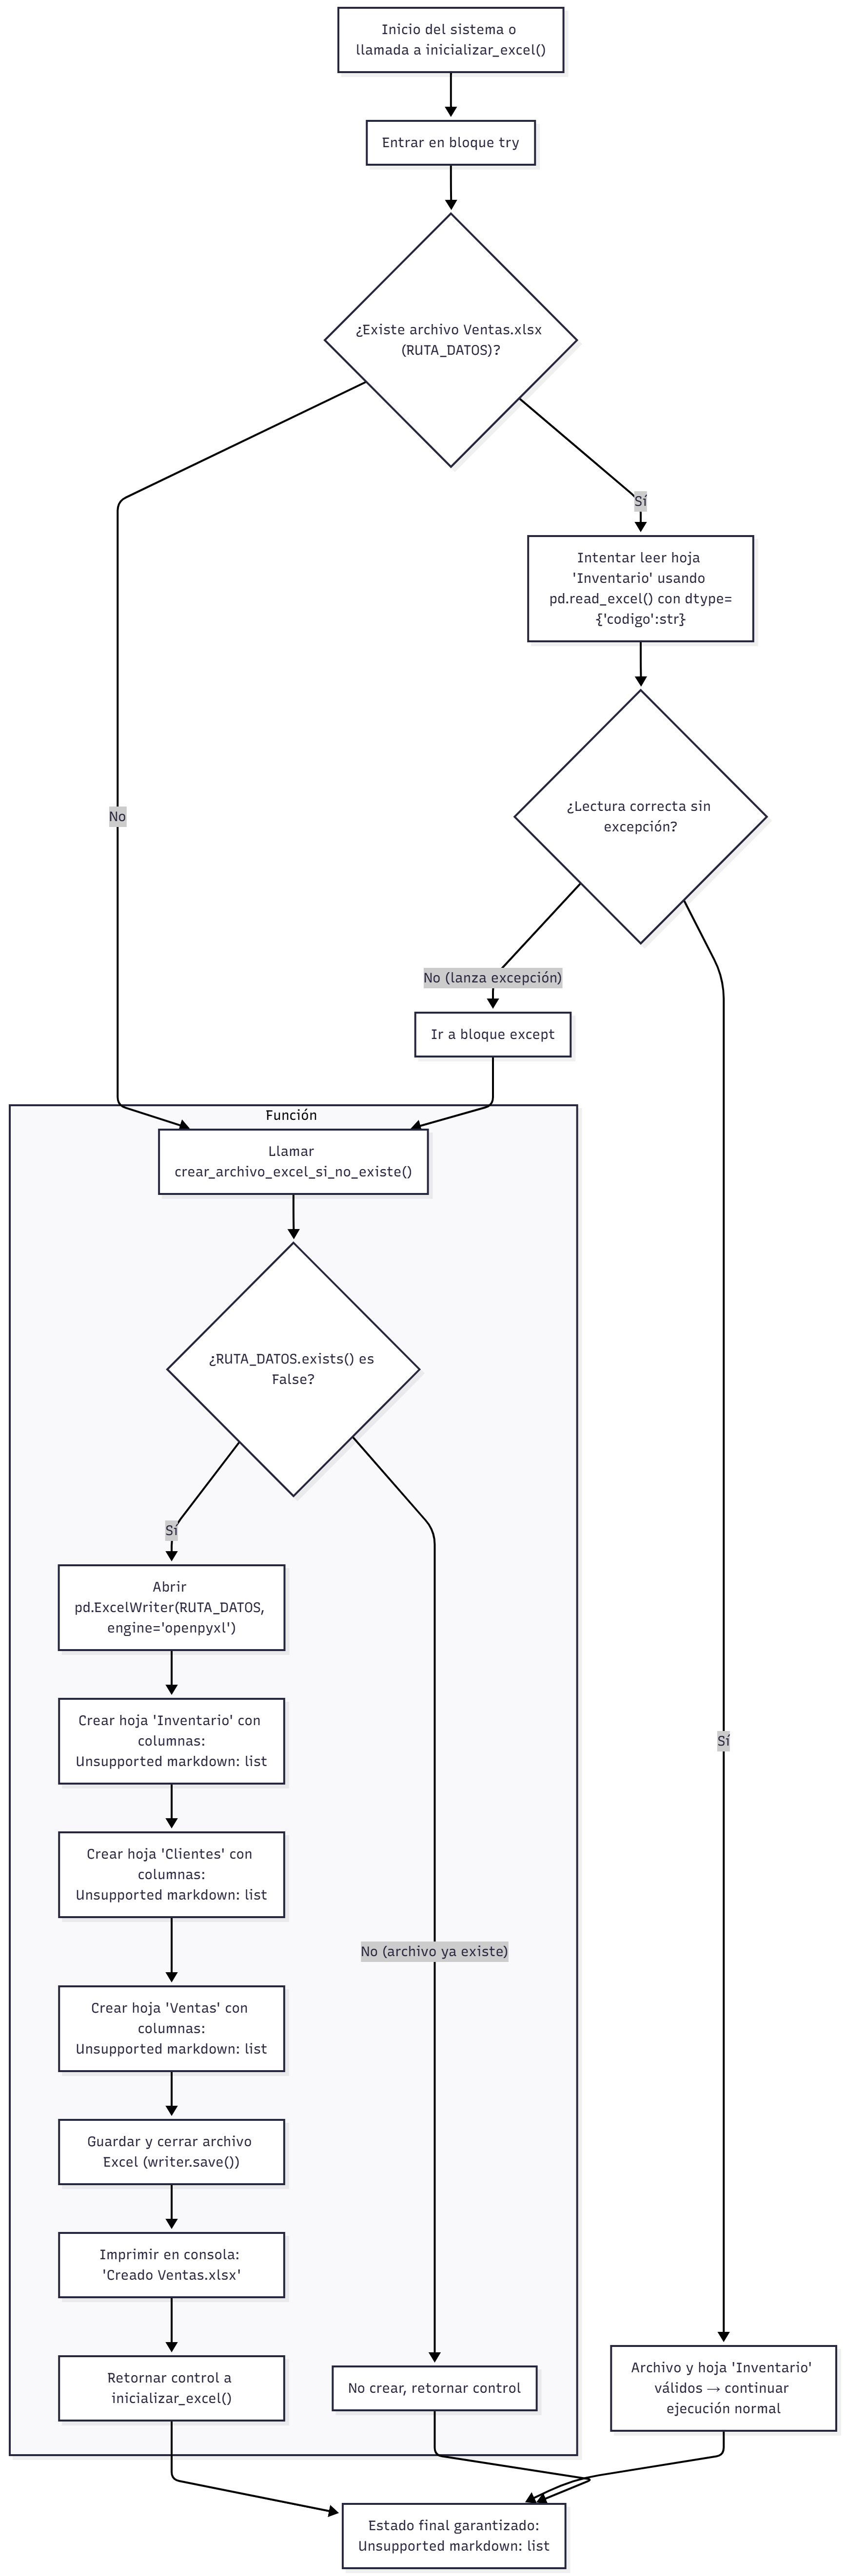 Inicio del sistema o
llamada a inicializar_excel()
Entrar en bloque try
¿Existe archivo Ventas.xlsx
(RUTA_DATOS)?
Sí
Intentar leer hoja
'Inventario' usando
pd.read_excel() con dtype=
{'codigo':str}
No
¿Lectura correcta sin
excepción?
No (lanza excepción)
Ir a bloque except
Función
Llamar
crear_archivo_excel_si_no_existe()
¿RUTA_DATOS.exists() es
False?
Sí
Abrir
pd.ExcelWriter(RUTA_DATOS,
engine='openpyxl')
Crear hoja 'Inventario' con
columnas:
Unsupported markdown: list
Sí
Crear hoja 'Clientes' con
columnas:
Unsupported markdown: list
No (archivo ya existe)
Crear hoja 'Ventas' con
columnas:
Unsupported markdown: list
Guardar y cerrar archivo
Excel (writer.save())
Imprimir en consola:
'Creado Ventas.xlsx'
Retornar control a
inicializar_excel()
No crear, retornar control
Archivo y hoja 'Inventario'
válidos → continuar
ejecución normal
Estado final garantizado:
Unsupported markdown: list